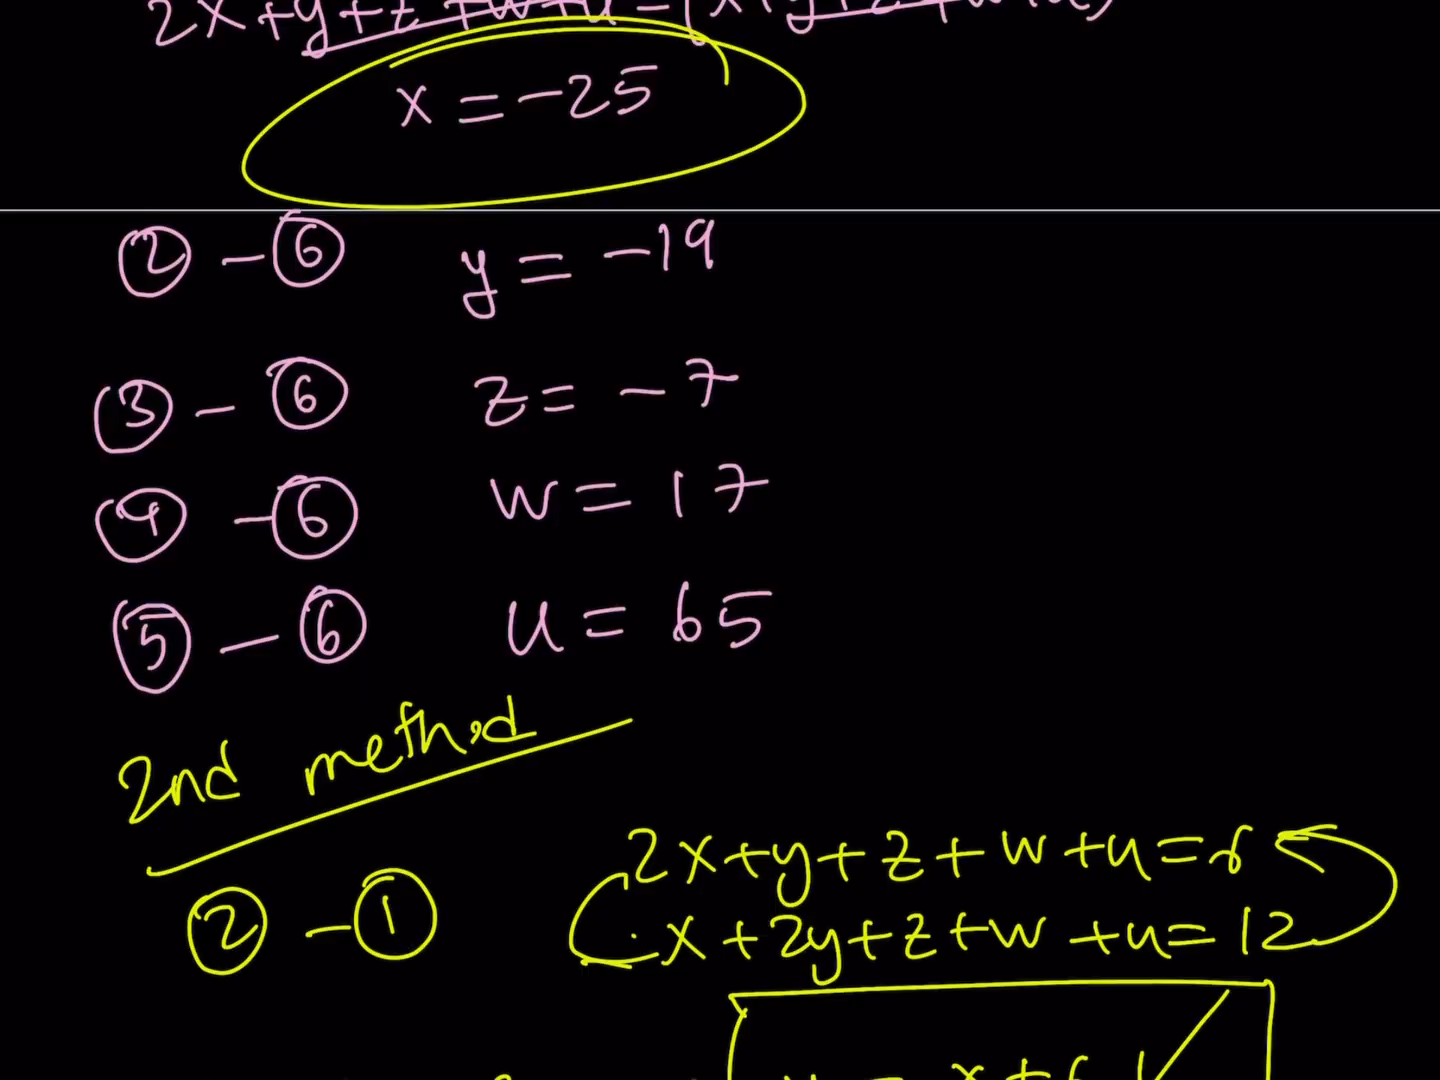 2x+y+z+w+u-(x+y+z+w+u)
x=-25
② - ⑥ y=-19
③ - ⑥ z=-7
④ - ⑥ w=17
⑤ - ⑥ u=65
2nd method
② - ① 2x+y+z+w+u=6
x+2y+z+w+u=12